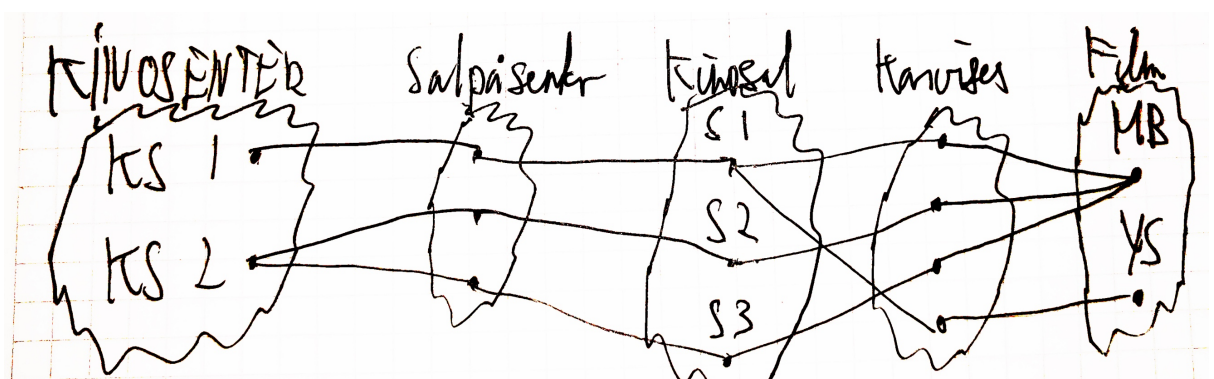 KINOSENTER Salpåsenter Kinosal Kanvises Film
KS 1 S1 MB
KS 2 S2 YS
S3